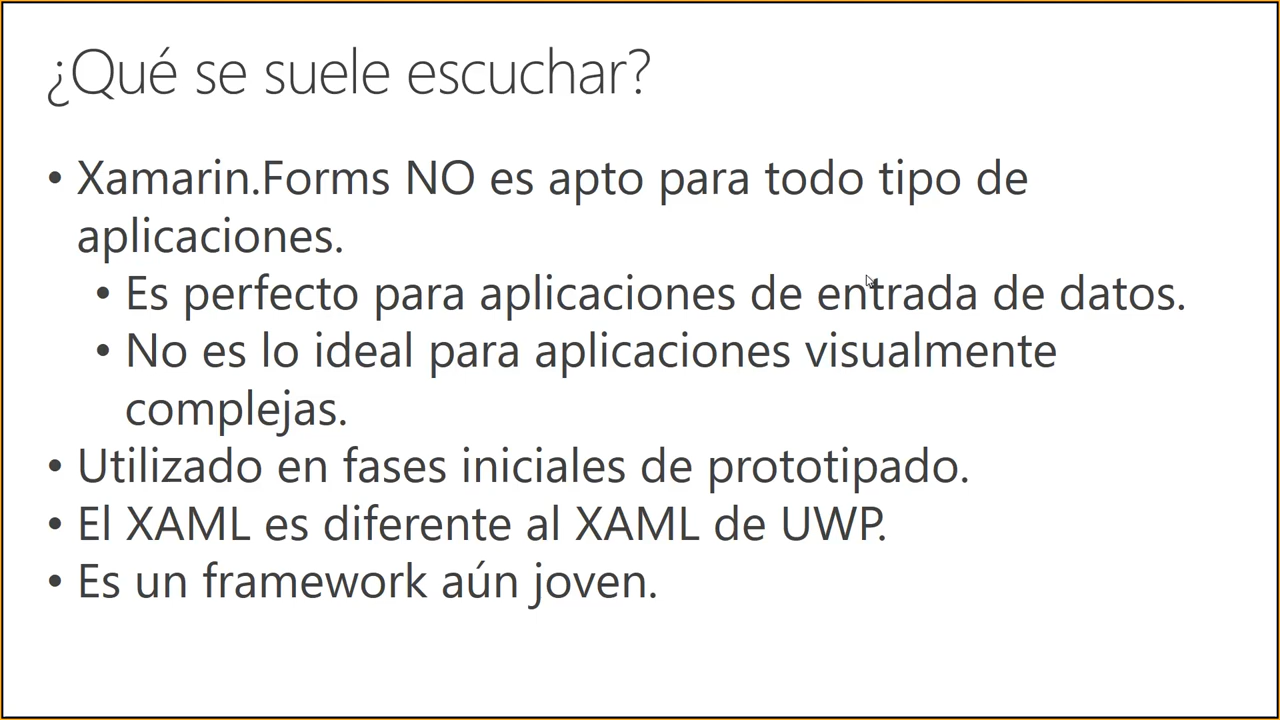 ¿Qué se suele escuchar?
• Xamarin.Forms NO es apto para todo tipo de
aplicaciones.
• Es perfecto para aplicaciones de entrada de datos.
• No es lo ideal para aplicaciones visualmente
complejas.
• Utilizado en fases iniciales de prototipado.
• El XAML es diferente al XAML de UWP.
• Es un framework aún joven.